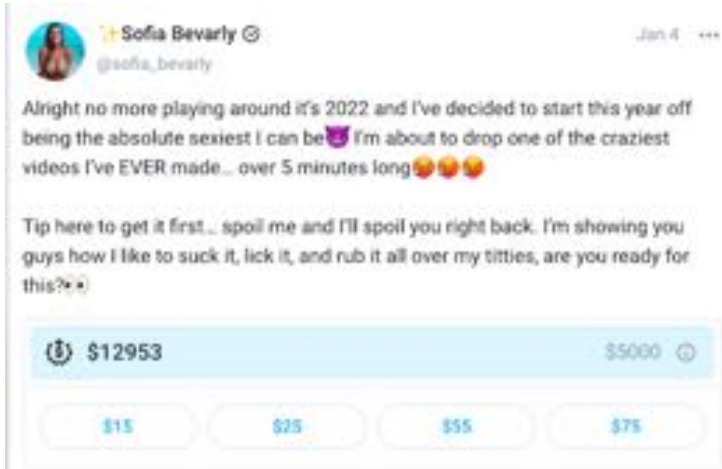 ✨Sofia Bevarly
Jan 4 •••
@sofia_bevarly
Alright no more playing around it's 2022 and I've decided to start this year off
being the absolute sexiest I can be😈 I'm about to drop one of the craziest
videos I've EVER made... over 5 minutes long🥵🥵🥵
Tip here to get it first... spoil me and I'll spoil you right back. I'm showing you
guys how I like to suck it, lick it, and rub it all over my titties, are you ready for
this?👀
$12953
$5000
$15
$25
$55
$75